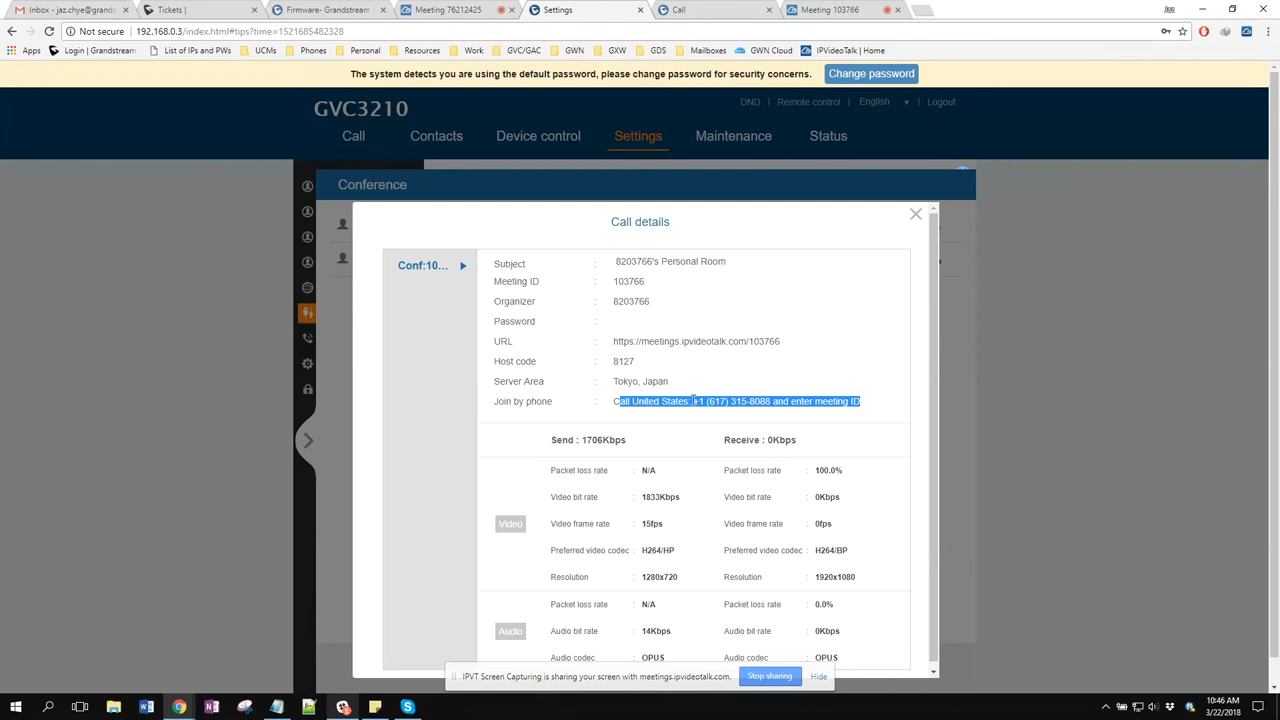 Inbox - jaz.chye@grands
Tickets |
Firmware- Grandstream
Meeting 76212425
Settings
Call
Meeting 103766
Not secure | 192.168.0.3/index.html#tips?time=1521685482328
Apps
Login | Grandstream
List of IPs and PWs
UCMs
Phones
Personal
Resources
Work
GVC/GAC
GWN
GXW
GDS
Mailboxes
GWN Cloud
IPVideoTalk | Home
The system detects you are using the default password, please change password for security concerns.
Change password
GVC3210
DND | Remote control | English | Logout
Call
Contacts
Device control
Settings
Maintenance
Status
Conference
Call details
Conf:10...
Subject : 8203766's Personal Room
Meeting ID : 103766
Organizer : 8203766
Password :
URL : https://meetings.ipvideotalk.com/103766
Host code : 8127
Server Area : Tokyo, Japan
Join by phone : Call United States: +1 (617) 315-8088 and enter meeting ID
Send : 1706Kbps Receive : 0Kbps
Packet loss rate : N/A Packet loss rate : 100.0%
Video bit rate : 1833Kbps Video bit rate : 0Kbps
Video
Video frame rate : 15fps Video frame rate : 0fps
Preferred video codec : H264/HP Preferred video codec : H264/BP
Resolution : 1280x720 Resolution : 1920x1080
Packet loss rate : N/A Packet loss rate : 0.0%
Audio
Audio bit rate : 14Kbps Audio bit rate : 0Kbps
Audio codec : OPUS Audio codec : OPUS
IPVT Screen Capturing is sharing your screen with meetings.ipvideotalk.com.
Stop sharing
Hide
10:46 AM
3/22/2018